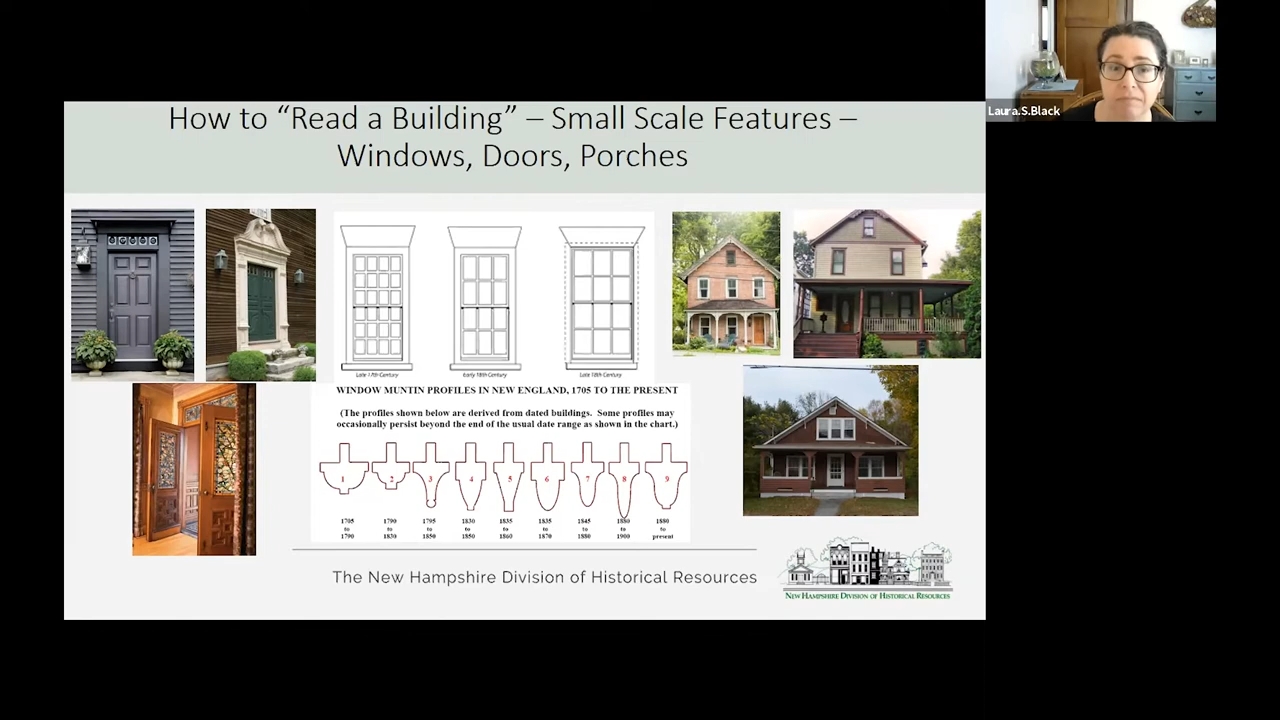 Laura.S.Black
How to “Read a Building” – Small Scale Features –
Windows, Doors, Porches
Late 17th Century
Early 18th Century
Late 18th Century
WINDOW MUNTIN PROFILES IN NEW ENGLAND, 1705 TO THE PRESENT
(The profiles shown below are derived from dated buildings. Some profiles may
occasionally persist beyond the end of the usual date range as shown in the chart.)
1 2 3 4 5 6 7 8 9
1705 1790 1795 1830 1835 1835 1845 1880 1880
to to to to to to to to to
1790 1830 1850 1850 1860 1870 1880 1900 present
The New Hampshire Division of Historical Resources
NEW HAMPSHIRE DIVISION OF HISTORICAL RESOURCES